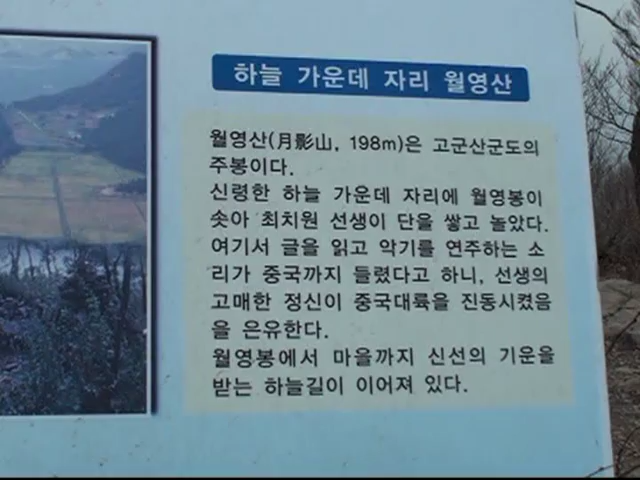 하늘 가운데 자리 월영산
월영산(月影山, 198m)은 고군산군도의
주봉이다.
신령한 하늘 가운데 자리에 월영봉이
솟아 최치원 선생이 단을 쌓고 놀았다.
여기서 글을 읽고 악기를 연주하는 소
리가 중국까지 들렸다고 하니, 선생의
고매한 정신이 중국대륙을 진동시켰음
을 은유한다.
월영봉에서 마을까지 신선의 기운을
받는 하늘길이 이어져 있다.